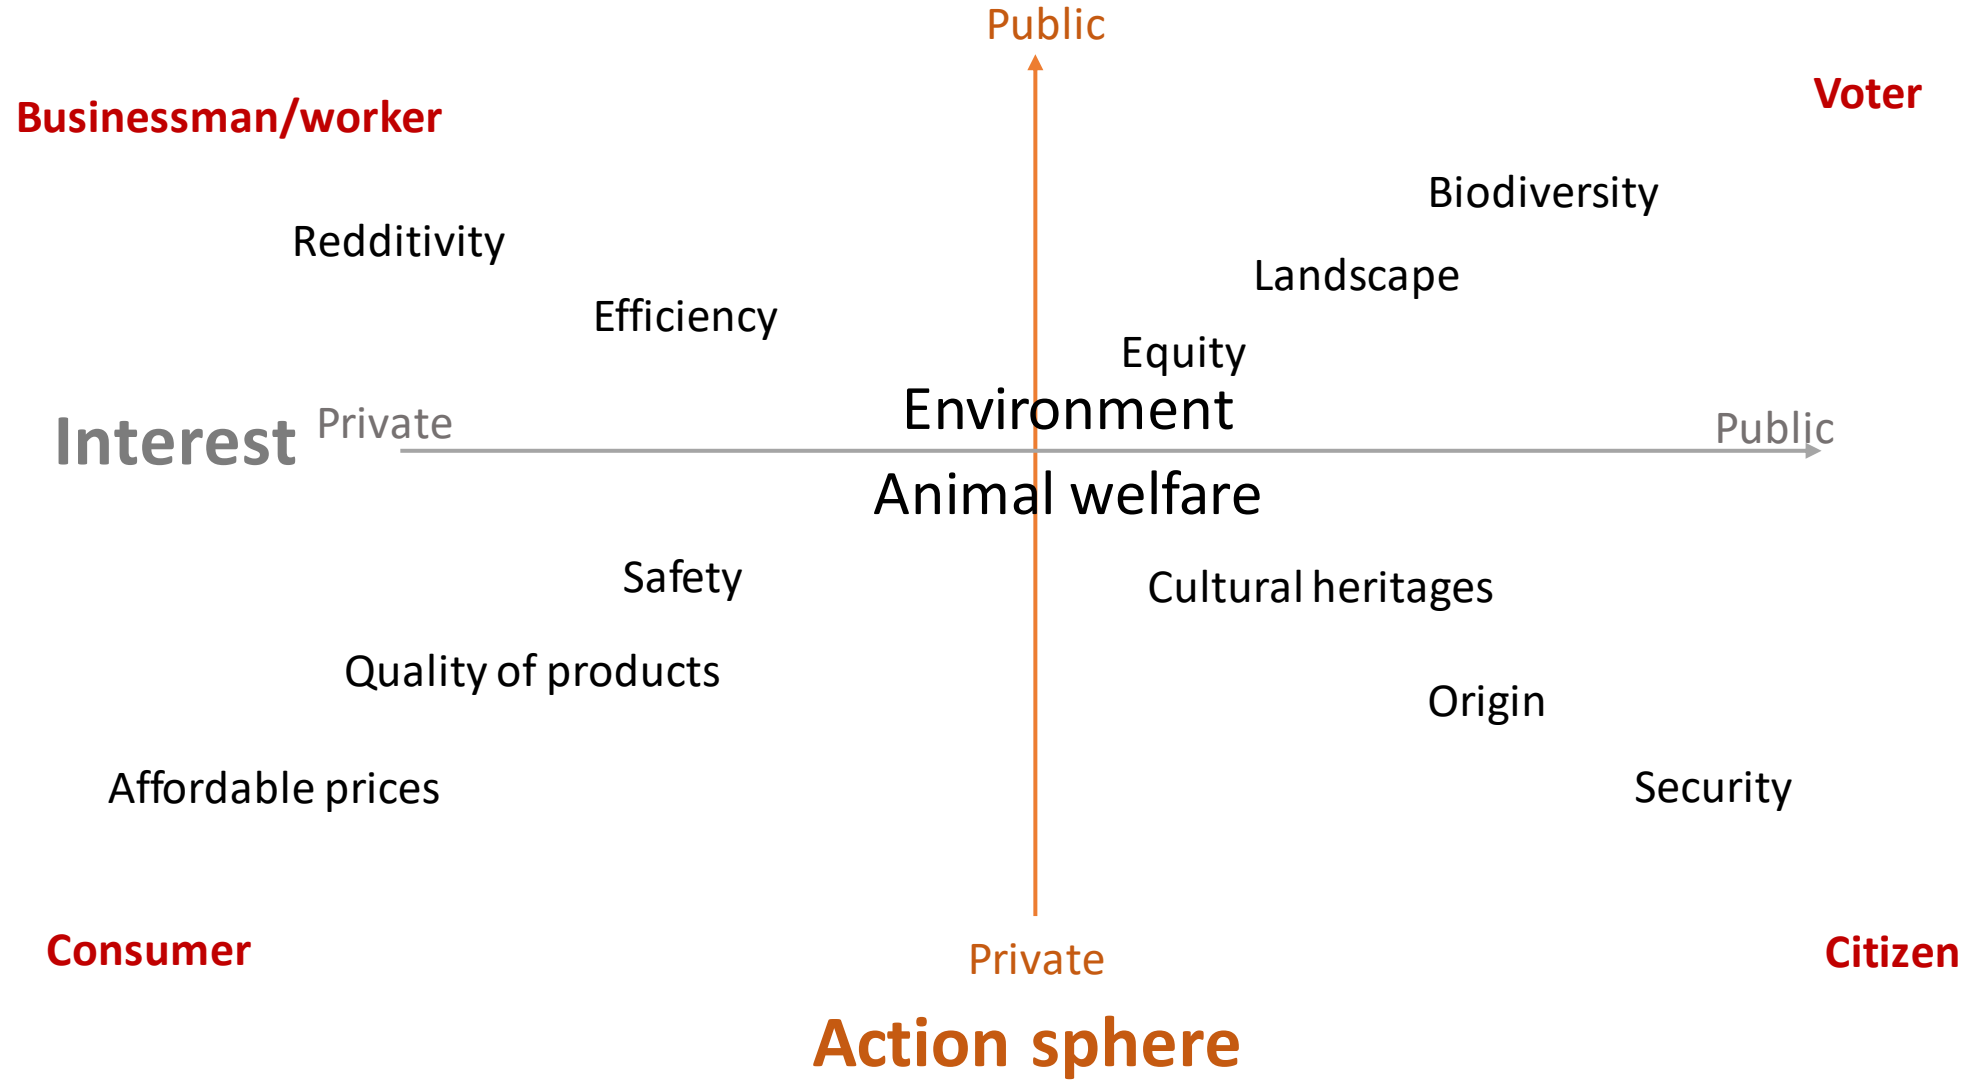 Public
Businessman/worker
Voter
Biodiversity
Redditivity
Landscape
Efficiency
Equity
Environment
Interest
Private
Public
Animal welfare
Safety
Cultural heritages
Quality of products
Origin
Affordable prices
Security
Consumer
Private
Citizen
Action sphere